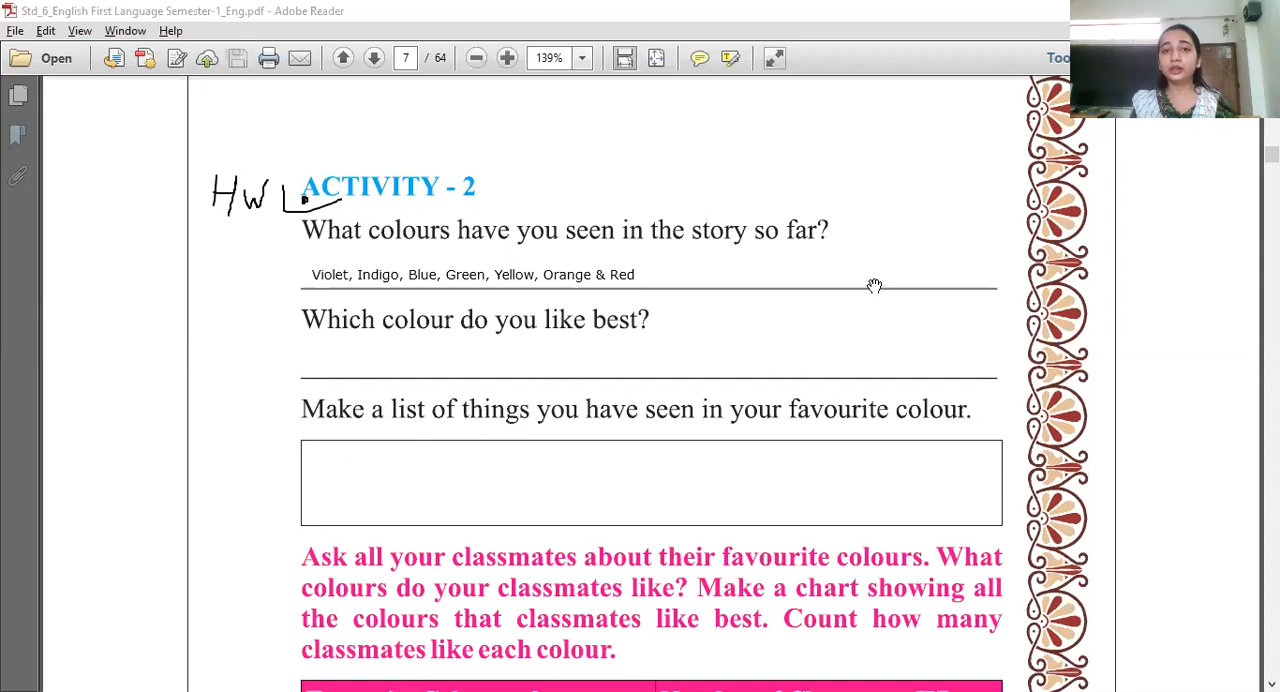 Std_6_English First Language Semester-1_Eng.pdf - Adobe Reader
File Edit View Window Help
Open 7 / 64 139% Too
HW ACTIVITY - 2
What colours have you seen in the story so far?
Violet, Indigo, Blue, Green, Yellow, Orange & Red
Which colour do you like best?
Make a list of things you have seen in your favourite colour.
Ask all your classmates about their favourite colours. What
colours do your classmates like? Make a chart showing all
the colours that classmates like best. Count how many
classmates like each colour.